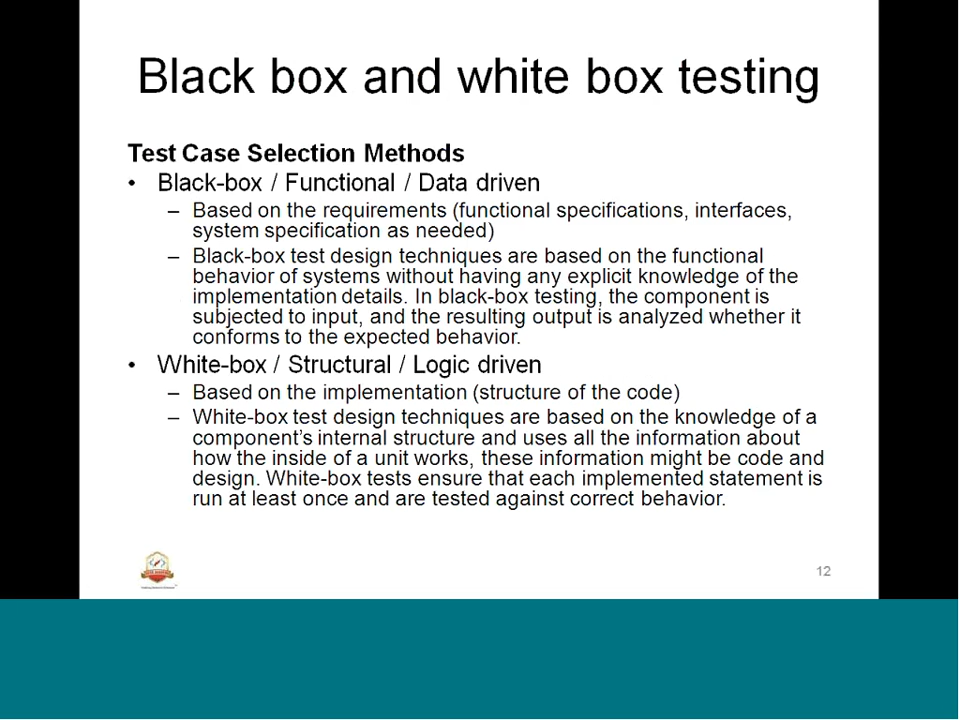 Black box and white box testing
Test Case Selection Methods
• Black-box / Functional / Data driven
– Based on the requirements (functional specifications, interfaces,
system specification as needed)
– Black-box test design techniques are based on the functional
behavior of systems without having any explicit knowledge of the
implementation details. In black-box testing, the component is
subjected to input, and the resulting output is analyzed whether it
conforms to the expected behavior.
• White-box / Structural / Logic driven
– Based on the implementation (structure of the code)
– White-box test design techniques are based on the knowledge of a
component's internal structure and uses all the information about
how the inside of a unit works, these information might be code and
design. White-box tests ensure that each implemented statement is
run at least once and are tested against correct behavior.
12